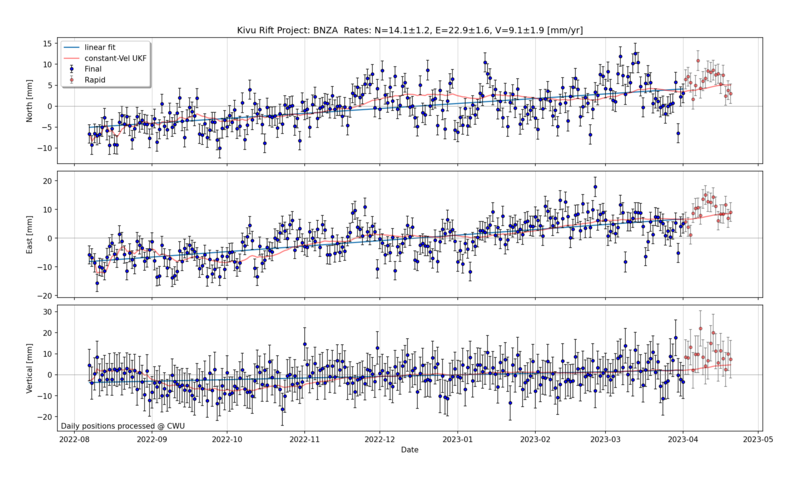 Kivu Rift Project: BNZA  Rates: N=14.1±1.2, E=22.9±1.6, V=9.1±1.9 [mm/yr]
linear fit
constant-Vel UKF
Final
Rapid
North [mm]
15
10
5
0
−5
−10
East [mm]
20
10
0
−10
−20
Vertical [mm]
30
20
10
0
−10
−20
Daily positions processed @ CWU
2022-08 2022-09 2022-10 2022-11 2022-12 2023-01 2023-02 2023-03 2023-04 2023-05
Date